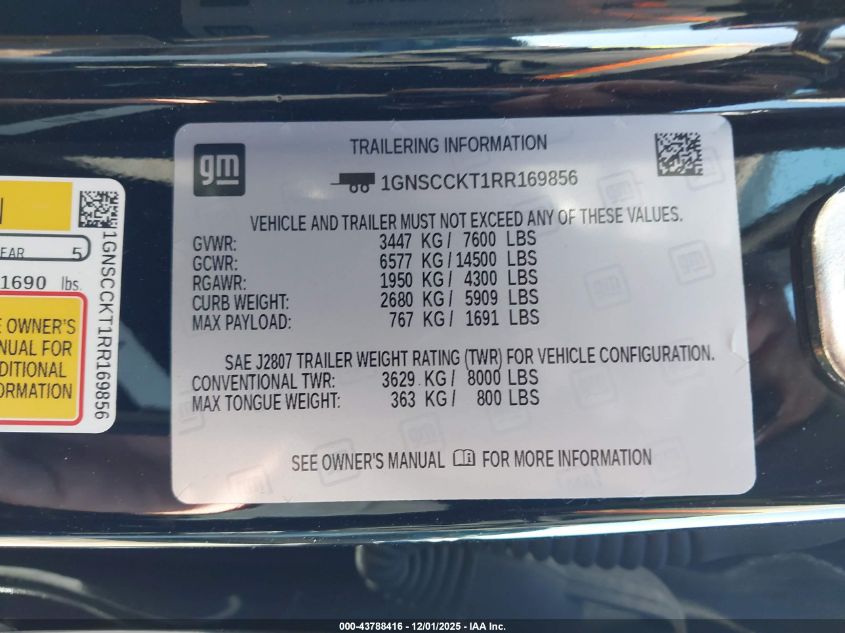 gm
TRAILERING INFORMATION
1GNSCCKT1RR169856
VEHICLE AND TRAILER MUST NOT EXCEED ANY OF THESE VALUES.
GVWR: 3447 KG / 7600 LBS
GCWR: 6577 KG / 14500 LBS
RGAWR: 1950 KG / 4300 LBS
CURB WEIGHT: 2680 KG / 5909 LBS
MAX PAYLOAD: 767 KG / 1691 LBS
SAE J2807 TRAILER WEIGHT RATING (TWR) FOR VEHICLE CONFIGURATION.
CONVENTIONAL TWR: 3629 KG / 8000 LBS
MAX TONGUE WEIGHT: 363 KG / 800 LBS
SEE OWNER'S MANUAL FOR MORE INFORMATION
EAR 5
1690 lbs.
E OWNER'S
NUAL FOR
DITIONAL
ORMATION
1GNSCCKT1RR169856
000-43788416 - 12/01/2025 - IAA Inc.